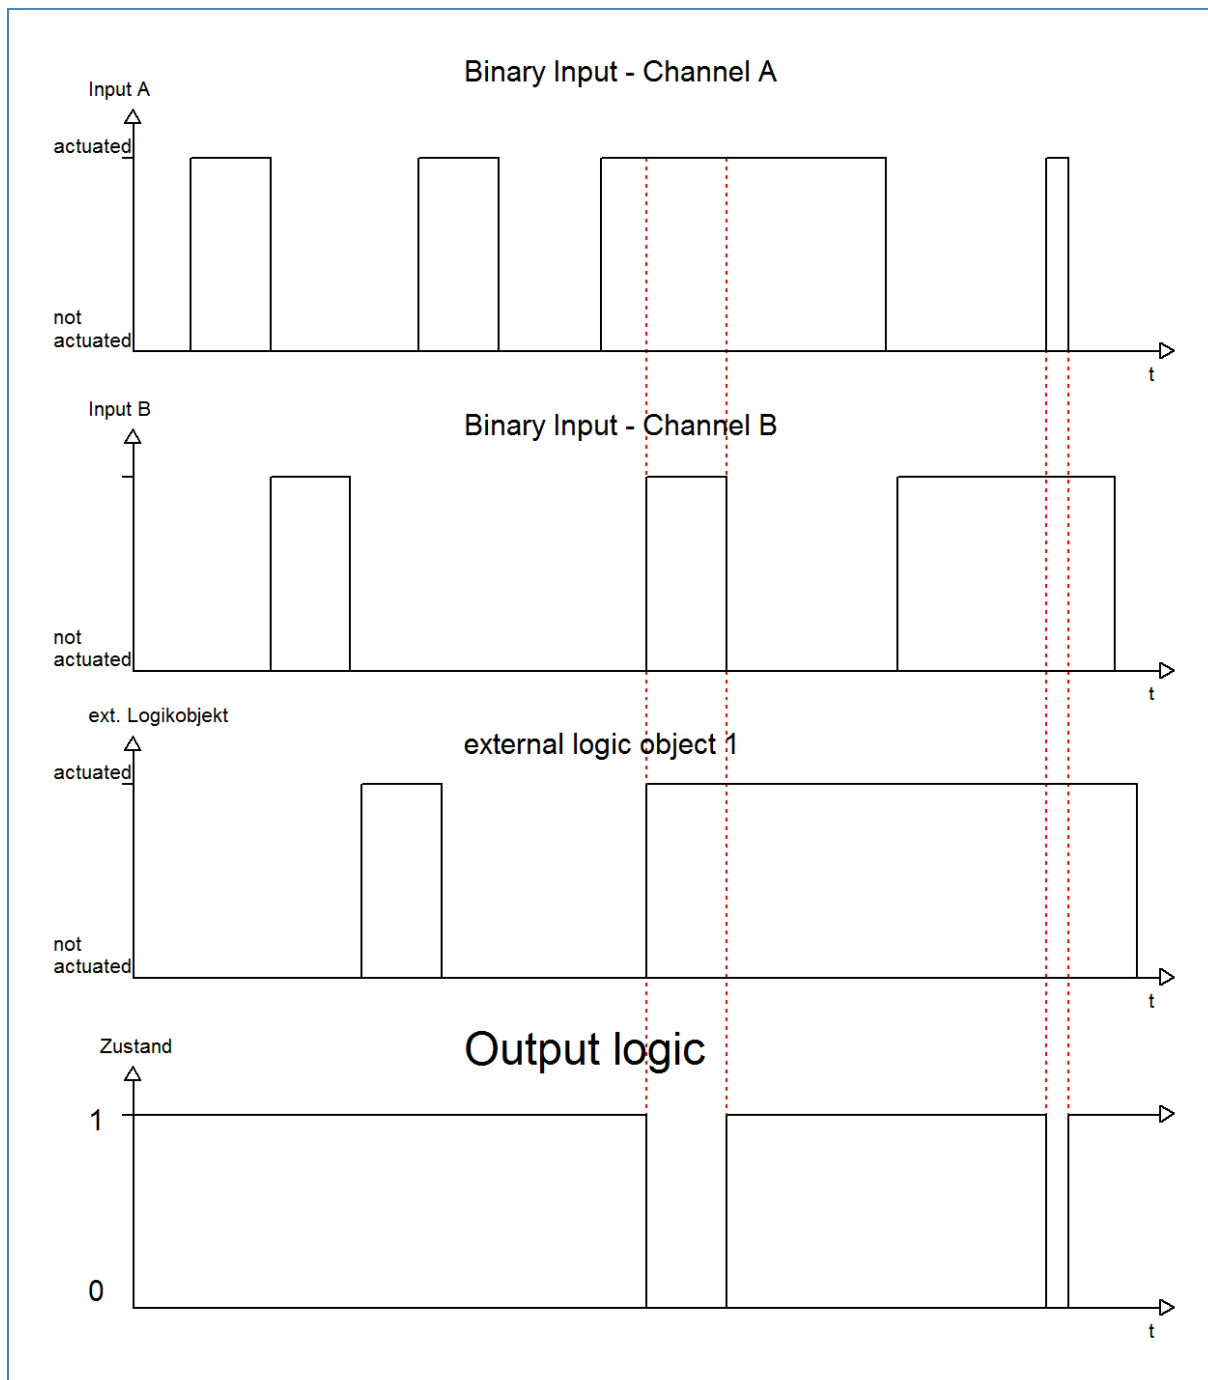 Binary Input - Channel A
Input A
actuated
not
actuated
t
Input B
Binary Input - Channel B
not
actuated
t
ext. Logikobjekt
external logic object 1
actuated
not
actuated
t
Zustand
Output logic
1
0
t